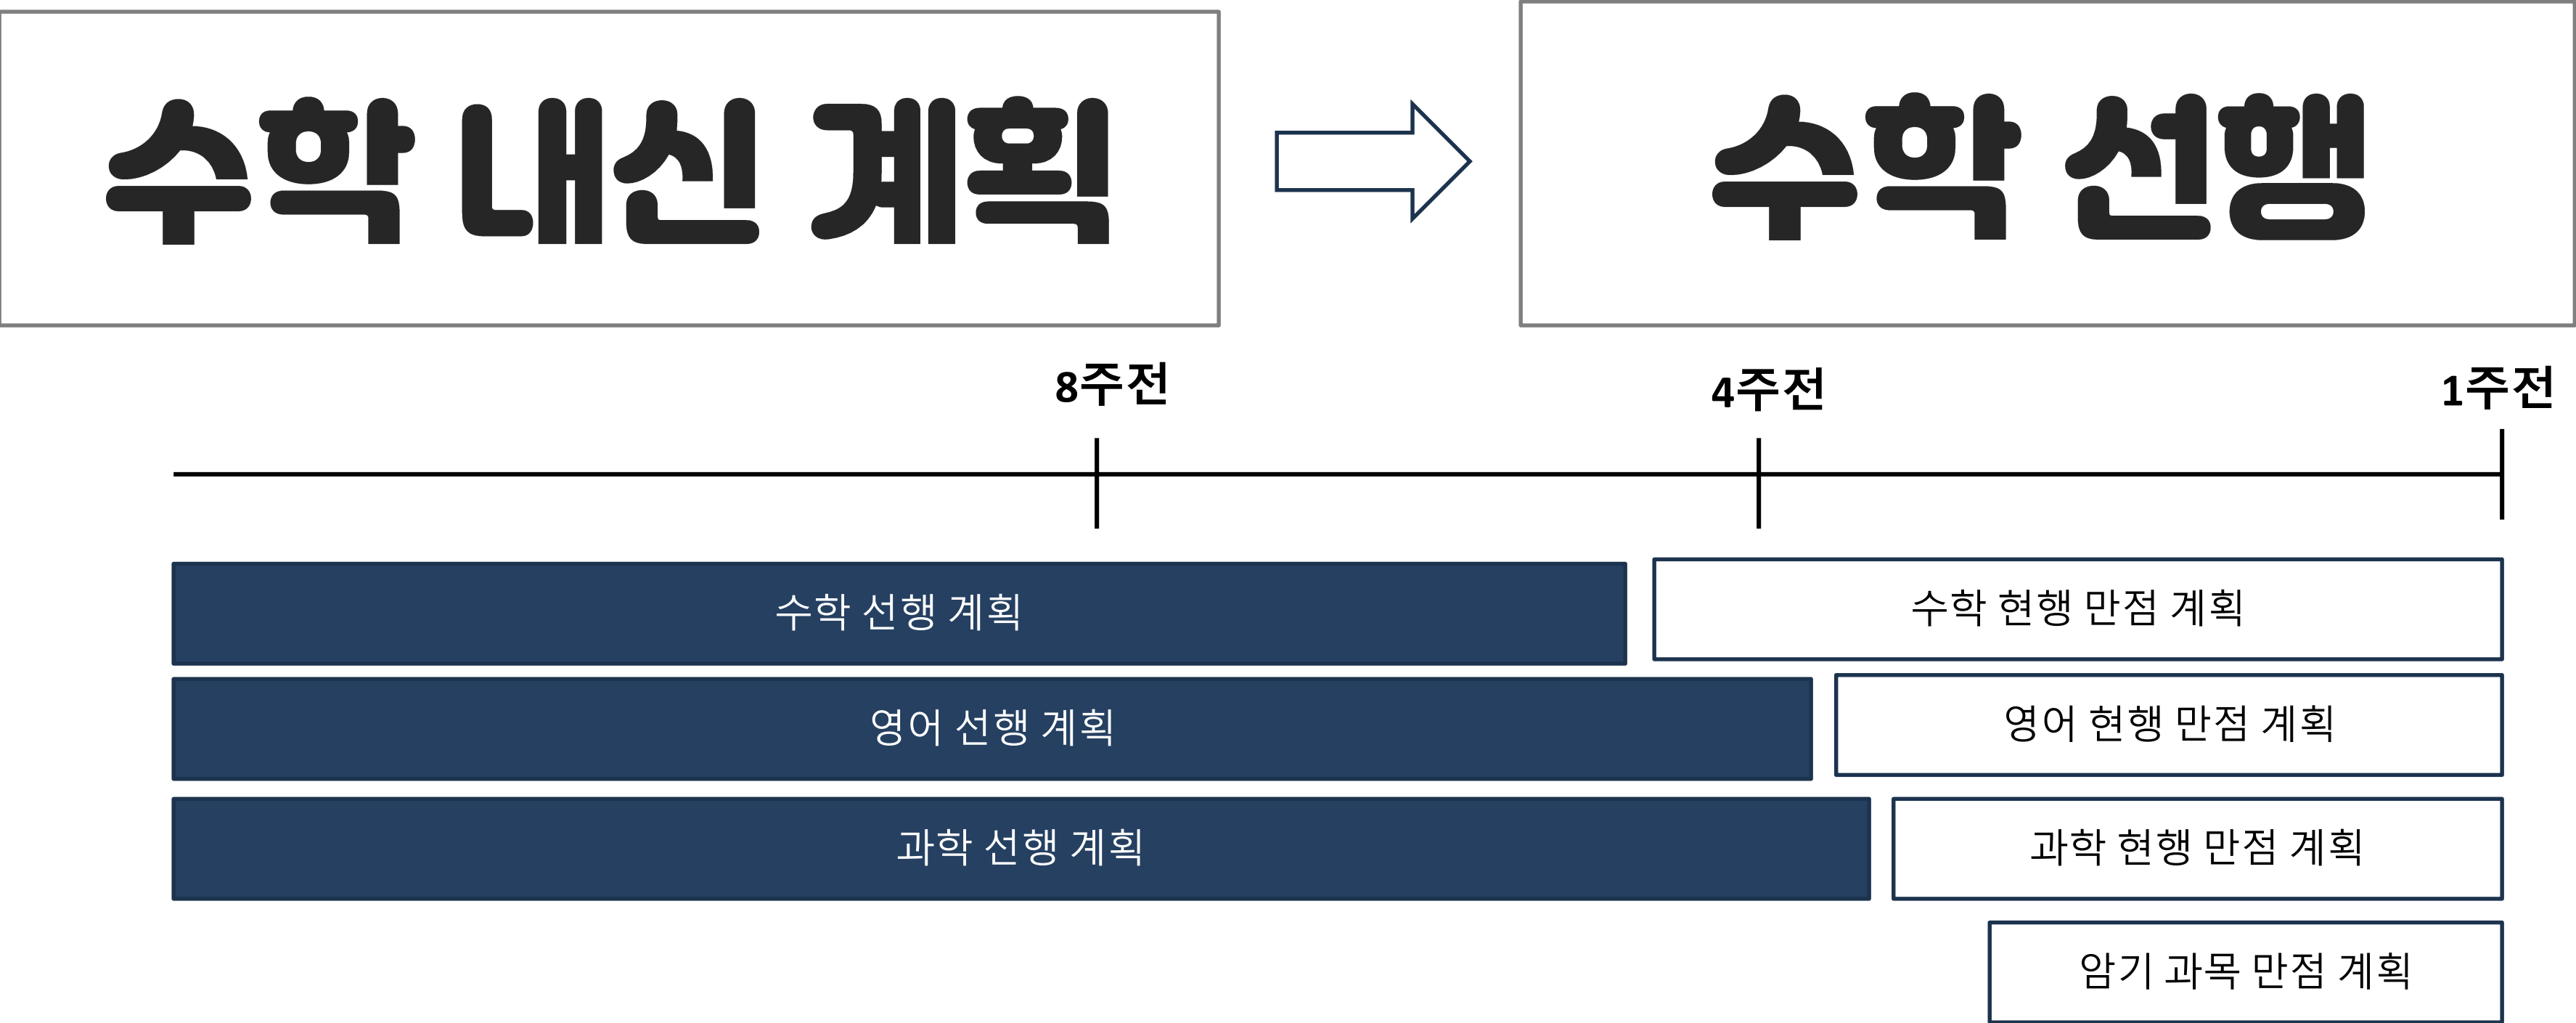 수학 내신 계획
수학 선행
8주전
4주전
1주전
수학 선행 계획
수학 현행 만점 계획
영어 선행 계획
영어 현행 만점 계획
과학 선행 계획
과학 현행 만점 계획
암기 과목 만점 계획